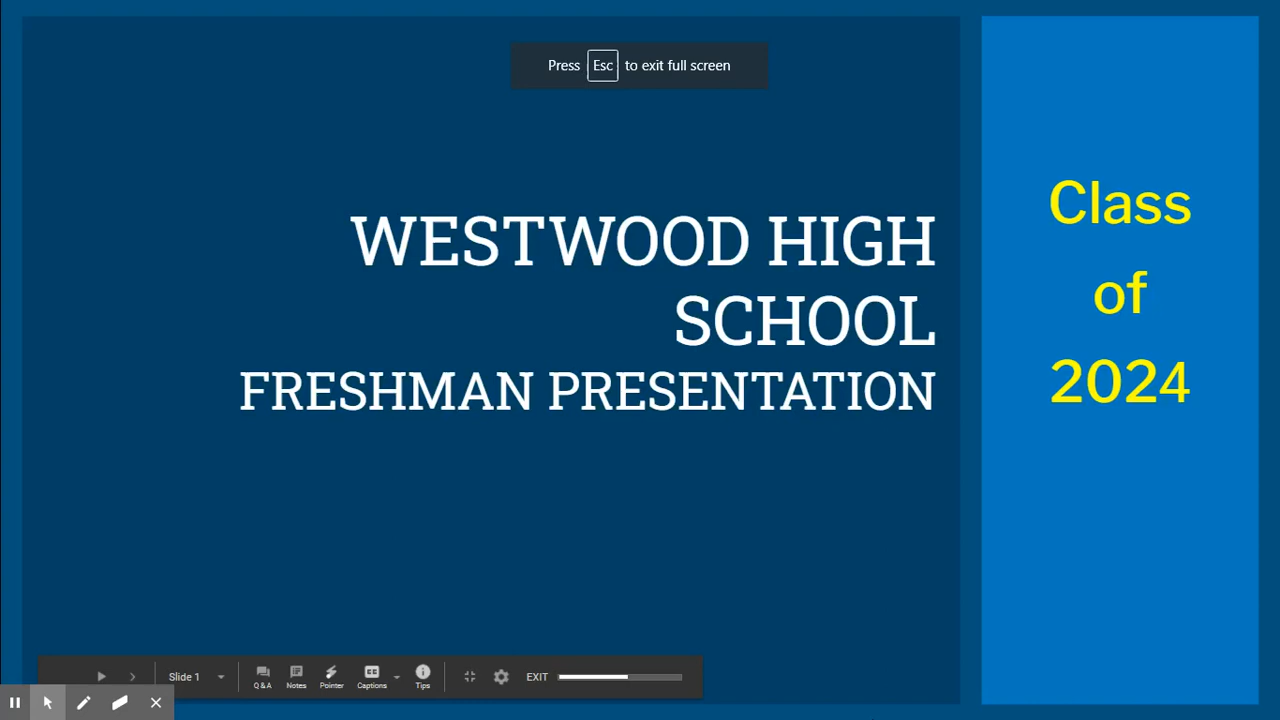 Press Esc to exit full screen
WESTWOOD HIGH
SCHOOL
FRESHMAN PRESENTATION
Class
of
2024
Slide 1
Q & A
Notes
Pointer
CC
Captions
Tips
EXIT